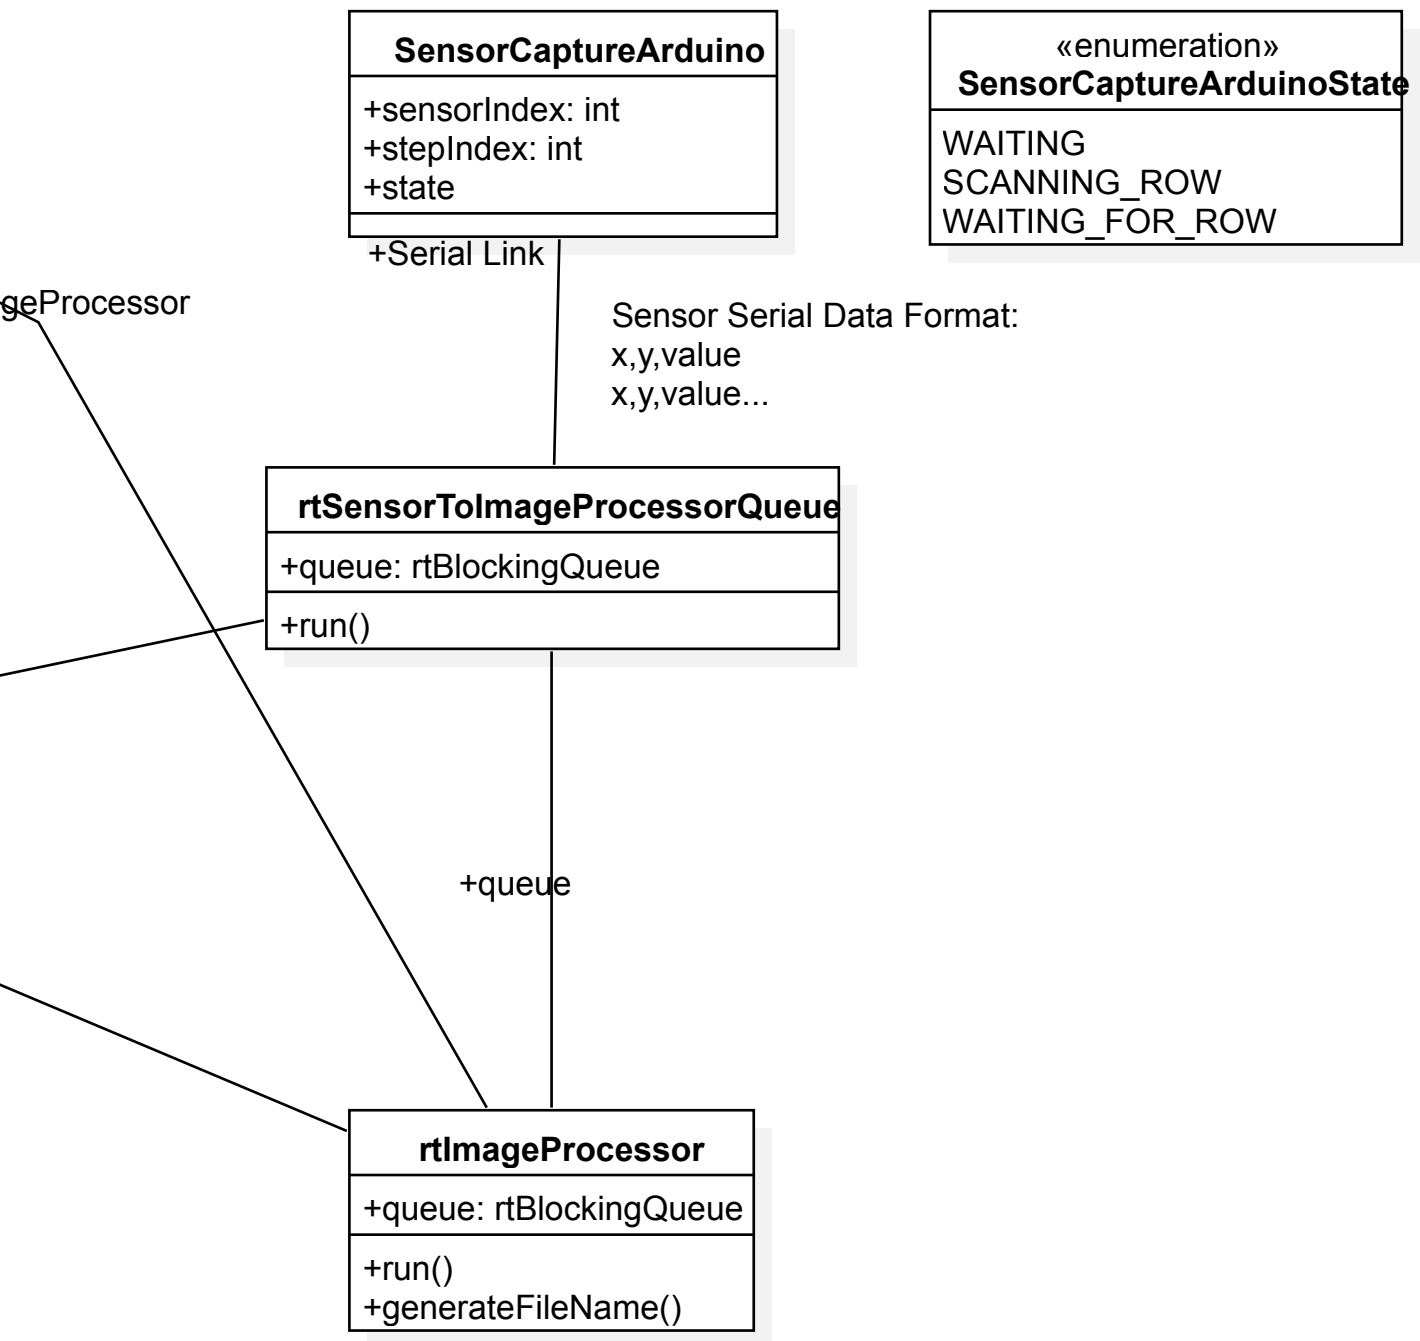 SensorCaptureArduino
+sensorIndex: int
+stepIndex: int
+state
«enumeration»
SensorCaptureArduinoState
WAITING
SCANNING_ROW
WAITING_FOR_ROW
+Serial Link
geProcessor
Sensor Serial Data Format:
x,y,value
x,y,value...
rtSensorToImageProcessorQueue
+queue: rtBlockingQueue
+run()
+queue
rtImageProcessor
+queue: rtBlockingQueue
+run()
+generateFileName()